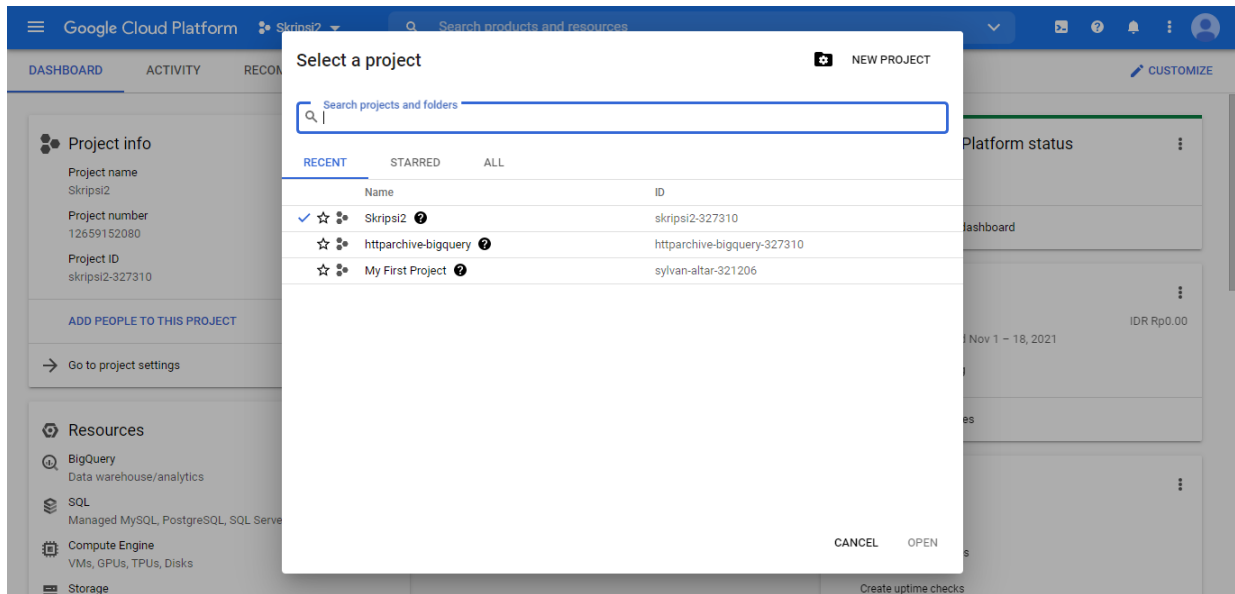 Google Cloud Platform Skripsi2 Search products and resources
DASHBOARD ACTIVITY CUSTOMIZE
Select a project NEW PROJECT
Search projects and folders
RECENT STARRED ALL
Name ID
Skripsi2 skripsi2-327310
httparchive-bigquery httparchive-bigquery-327310
My First Project sylvan-altar-321206
CANCEL OPEN
Project info
Project name
Skripsi2
Project number
12659152080
Project ID
skripsi2-327310
ADD PEOPLE TO THIS PROJECT
Go to project settings
Resources
BigQuery
Data warehouse/analytics
SQL
Managed MySQL, PostgreSQL, SQL Serve
Compute Engine
VMs, GPUs, TPUs, Disks
Storage
Platform status
dashboard
IDR Rp0.00
Nov 1 – 18, 2021
Create uptime checks